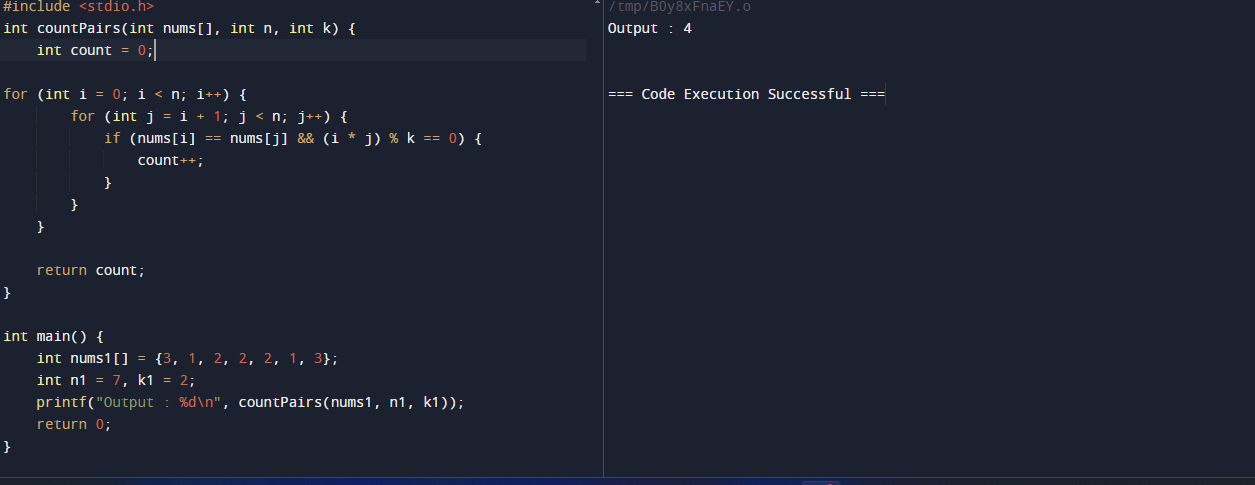 #include <stdio.h>
int countPairs(int nums[], int n, int k) {
    int count = 0;
for (int i = 0; i < n; i++) {
        for (int j = i + 1; j < n; j++) {
            if (nums[i] == nums[j] && (i * j) % k == 0) {
                count++;
            }
        }
    }
    return count;
}
int main() {
    int nums1[] = {3, 1, 2, 2, 2, 1, 3};
    int n1 = 7, k1 = 2;
    printf("Output : %d\n", countPairs(nums1, n1, k1));
    return 0;
}
/tmp/BOy8xFnaEY.o
Output : 4
=== Code Execution Successful ===